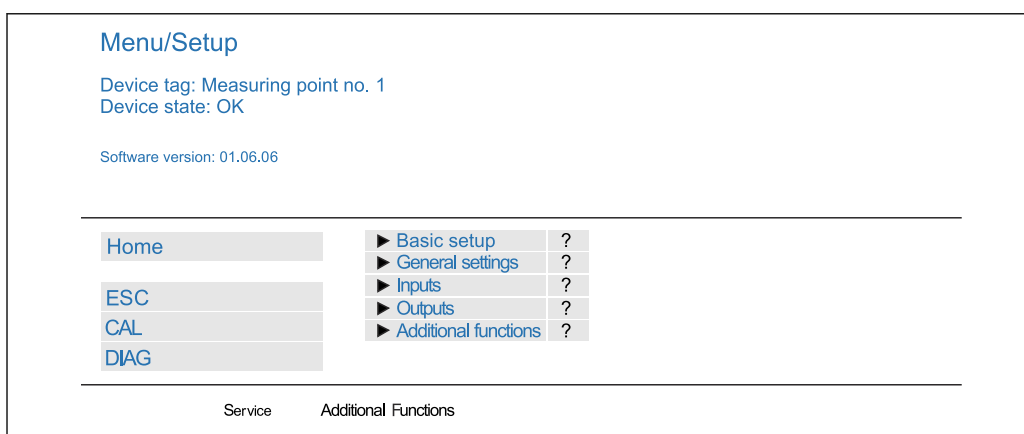 Menu/Setup
Device tag: Measuring point no. 1
Device state: OK
Software version: 01.06.06
Home
ESC
CAL
DIAG
► Basic setup ?
► General settings ?
► Inputs ?
► Outputs ?
► Additional functions ?
Service Additional Functions